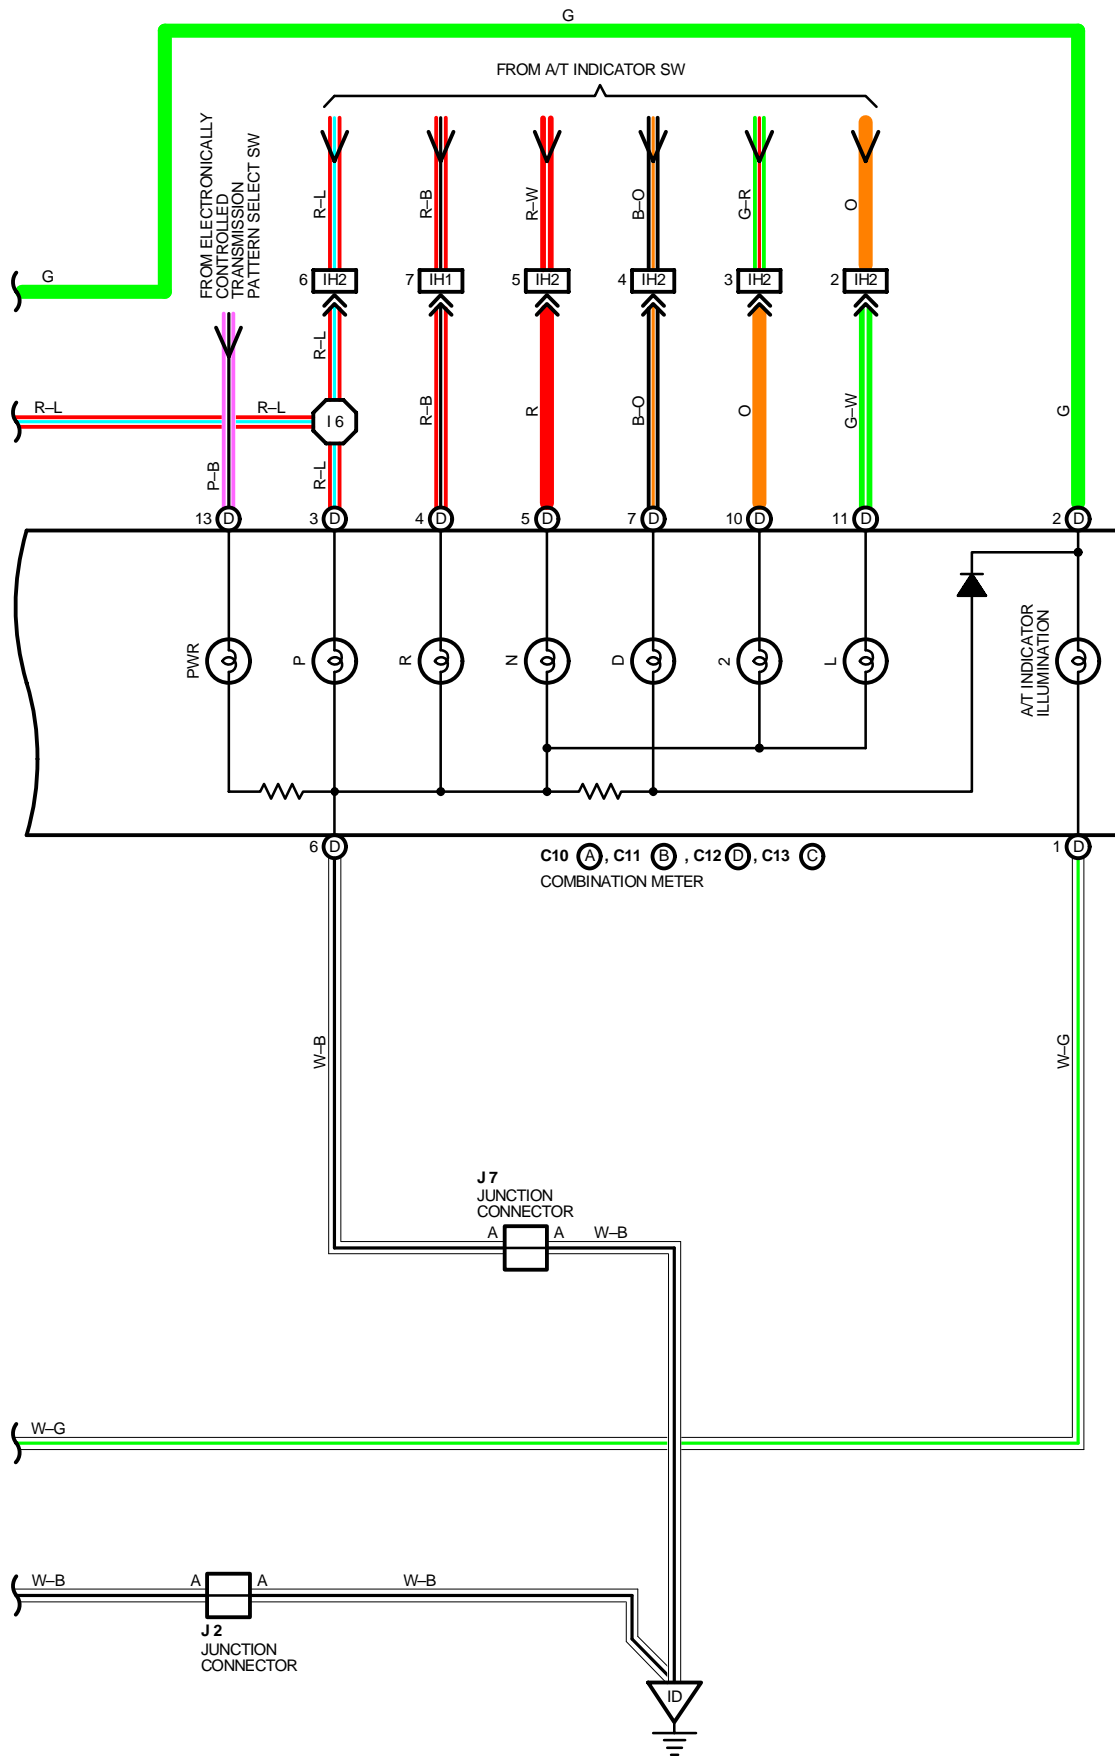 G
FROM A/T INDICATOR SW
FROM ELECTRONICALLY
CONTROLLED
TRANSMISSION
PATTERN SELECT SW
R–L
R–B
R–W
B–O
G–R
O
G
6 IH2
7 IH1
5 IH2
4 IH2
3 IH2
2 IH2
R–L
R–L
R–L
I 6
P–B
R–L
R–B
R
B–O
O
G–W
G
13 D
3 D
4 D
5 D
7 D
10 D
11 D
2 D
PWR
P
R
N
D
2
L
A/T INDICATOR
ILLUMINATION
6 D
C10 A , C11 B , C12 D , C13 C
COMBINATION METER
1 D
W–B
W–G
J 7
JUNCTION
CONNECTOR
A A W–B
W–G
W–B A A W–B
J 2
JUNCTION
CONNECTOR
ID